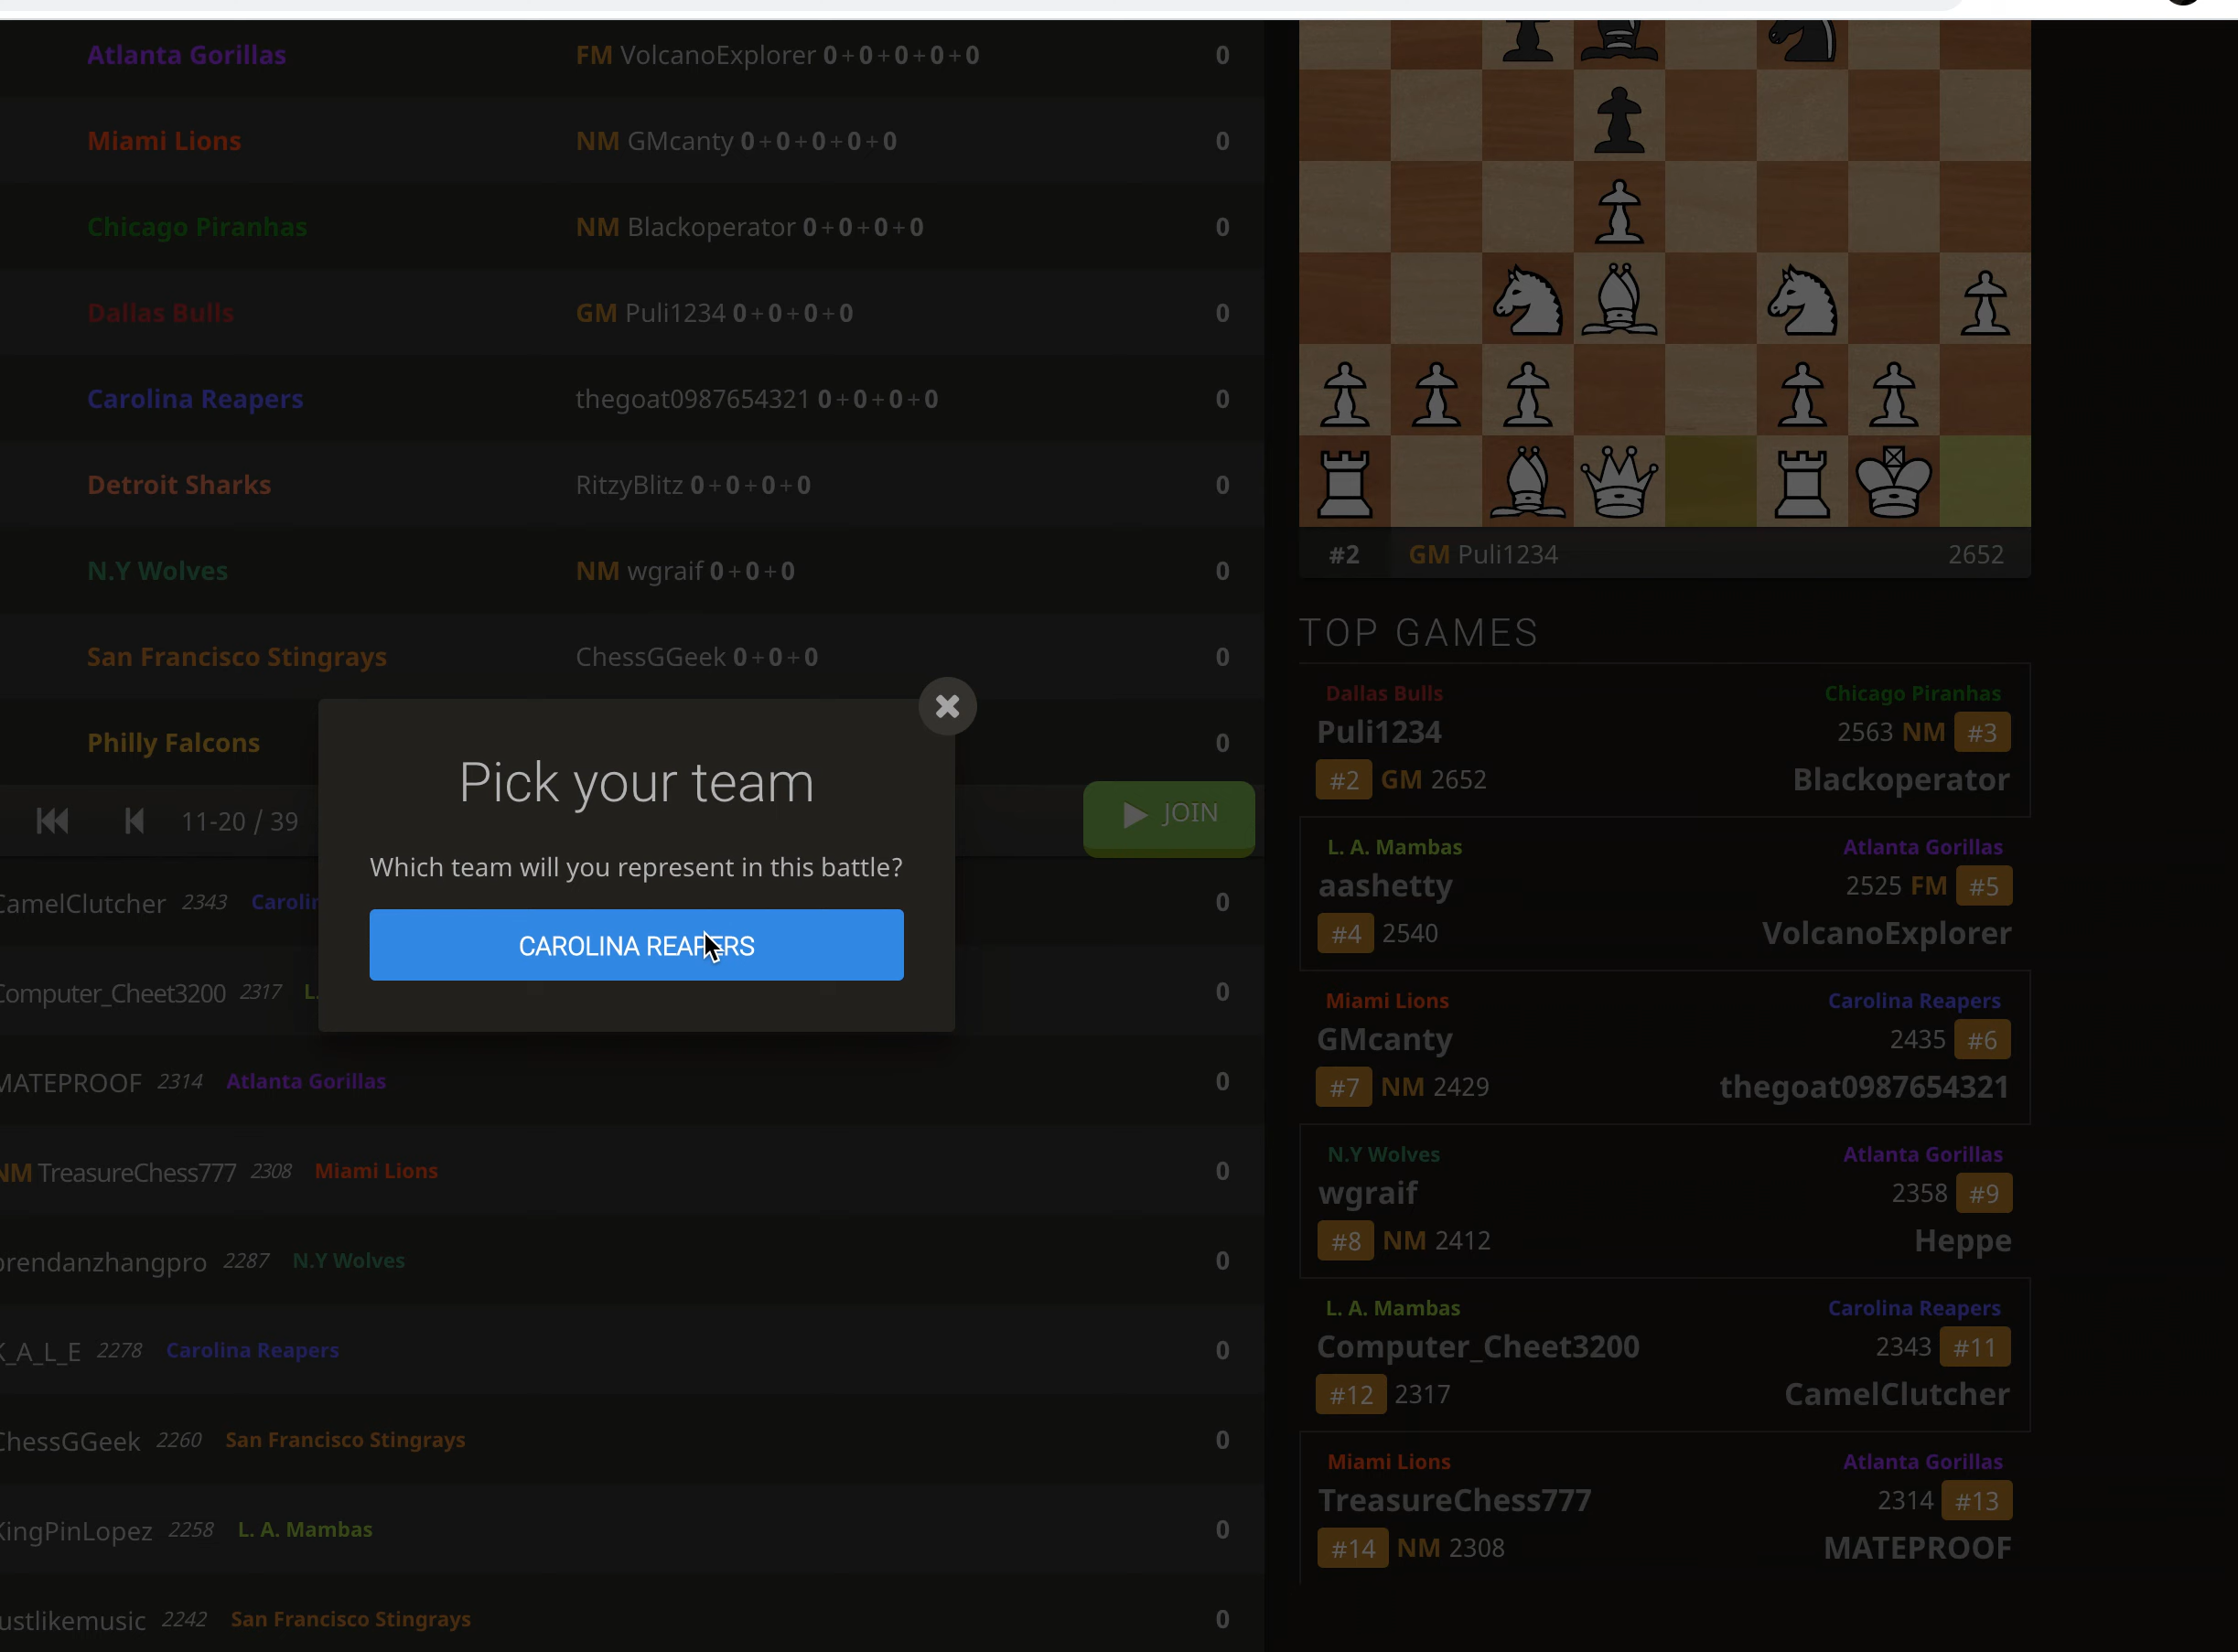 Atlanta Gorillas FM VolcanoExplorer 0+0+0+0+0 0
Miami Lions NM GMcanty 0+0+0+0+0 0
Chicago Piranhas NM Blackoperator 0+0+0+0 0
Dallas Bulls GM Puli1234 0+0+0+0 0
Carolina Reapers thegoat0987654321 0+0+0+0 0
Detroit Sharks RitzyBlitz 0+0+0+0 0
N.Y Wolves NM wgraif 0+0+0 0
San Francisco Stingrays ChessGGeek 0+0+0 0
Philly Falcons 0
Pick your team
Which team will you represent in this battle?
CAROLINA REAPERS
11-20 / 39
JOIN
CamelClutcher 2343 Carolin 0
Computer_Cheet3200 2317 L. 0
MATEPROOF 2314 Atlanta Gorillas 0
NM TreasureChess777 2308 Miami Lions 0
brendanzhangpro 2287 N.Y Wolves 0
K_A_L_E 2278 Carolina Reapers 0
ChessGGeek 2260 San Francisco Stingrays 0
KingPinLopez 2258 L. A. Mambas 0
ustlikemusic 2242 San Francisco Stingrays 0
#2 GM Puli1234 2652
TOP GAMES
Dallas Bulls Chicago Piranhas
Puli1234 2563 NM #3
#2 GM 2652 Blackoperator
L. A. Mambas Atlanta Gorillas
aashetty 2525 FM #5
#4 2540 VolcanoExplorer
Miami Lions Carolina Reapers
GMcanty 2435 #6
#7 NM 2429 thegoat0987654321
N.Y Wolves Atlanta Gorillas
wgraif 2358 #9
#8 NM 2412 Heppe
L. A. Mambas Carolina Reapers
Computer_Cheet3200 2343 #11
#12 2317 CamelClutcher
Miami Lions Atlanta Gorillas
TreasureChess777 2314 #13
#14 NM 2308 MATEPROOF